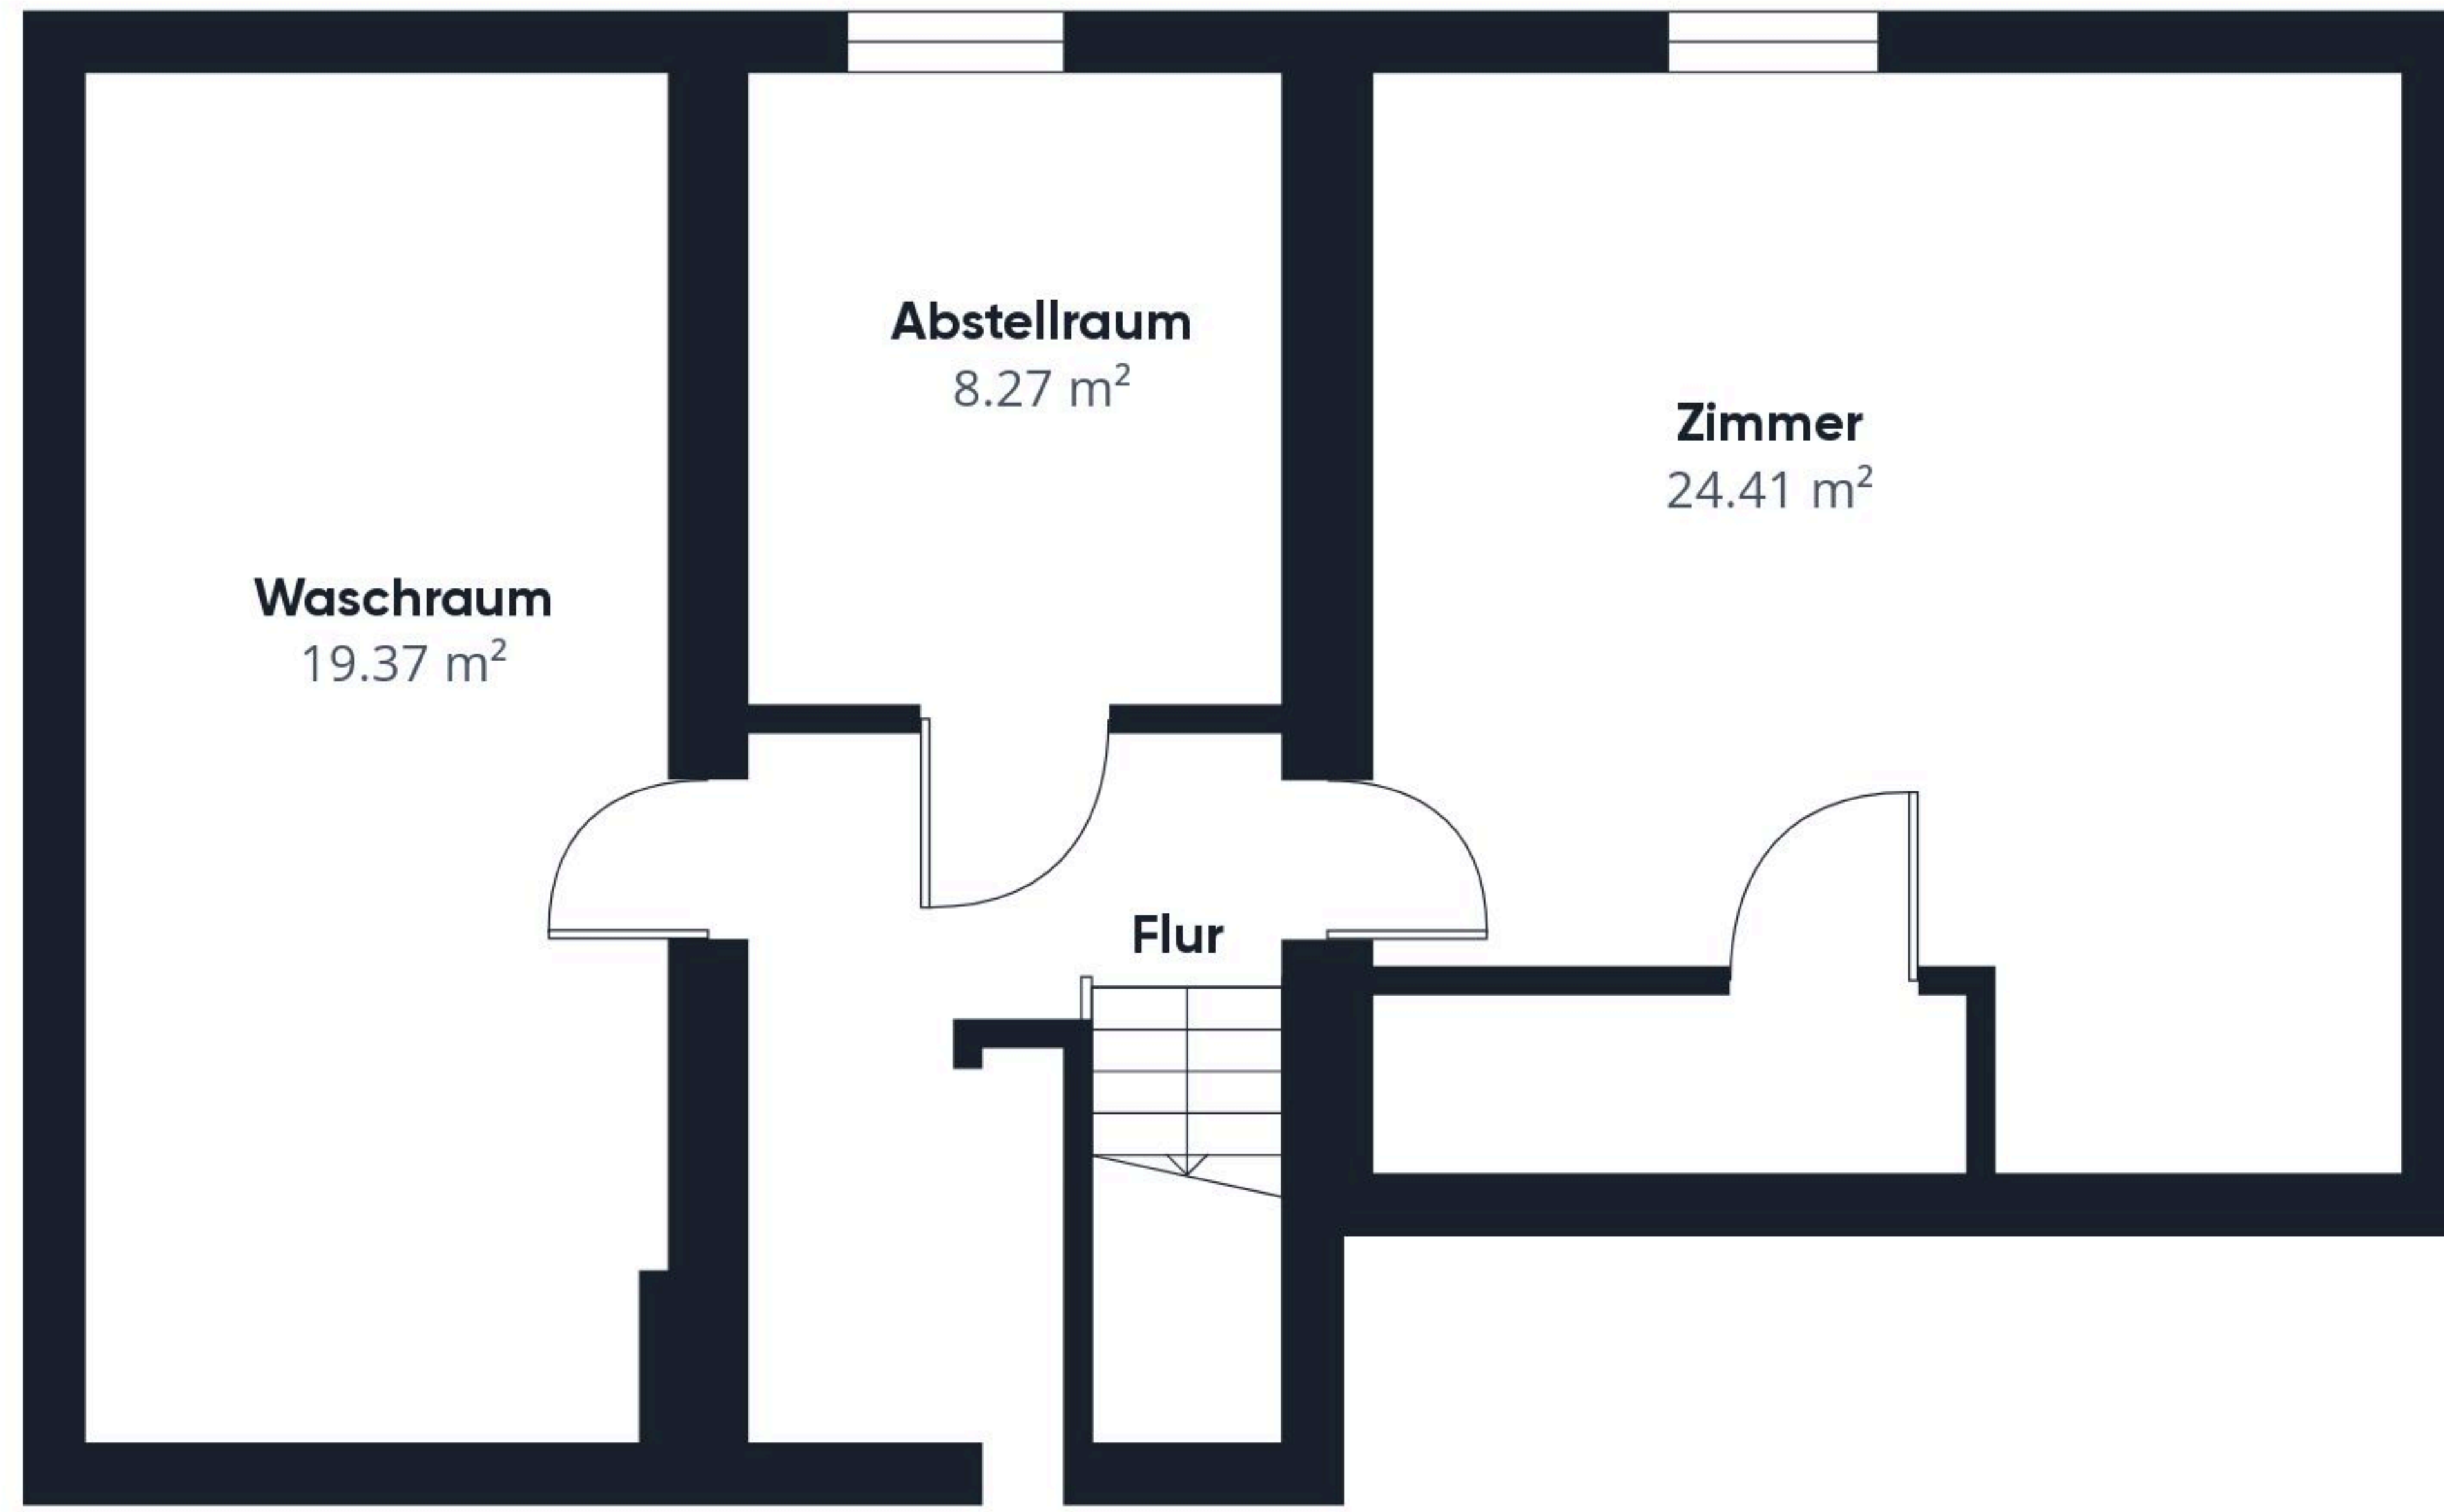 Abstellraum
8.27 m²
Zimmer
24.41 m²
Waschraum
19.37 m²
Flur